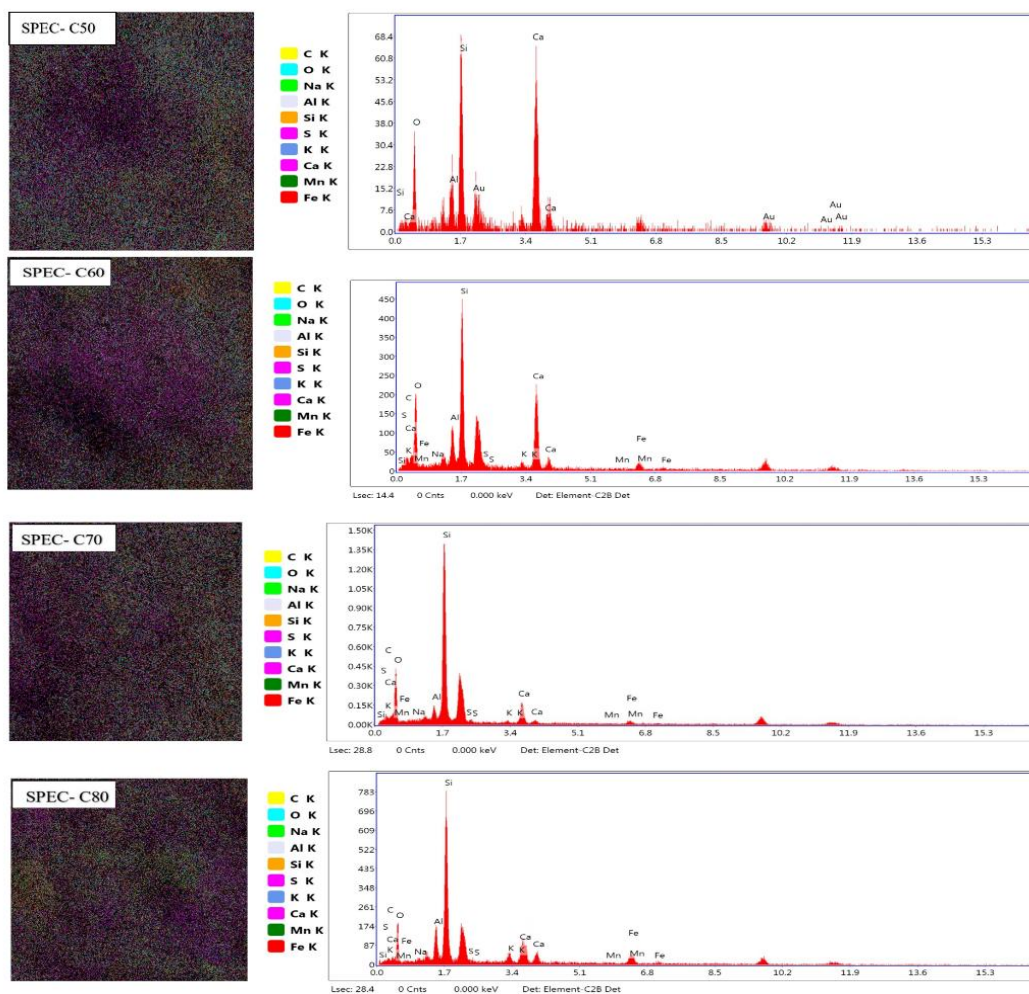 SPEC- C50
C K
O K
Na K
Al K
Si K
S K
K K
Ca K
Mn K
Fe K
68.4
60.8
53.2
45.6
38.0
30.4
22.8
15.2
7.6
0.0
Si
Ca
O
Al
Si
Au
Ca
Ca
Au
Au
Au
Au
0.0 1.7 3.4 5.1 6.8 8.5 10.2 11.9 13.6 15.3
SPEC- C60
C K
O K
Na K
Al K
Si K
S K
K K
Ca K
Mn K
Fe K
450
400
350
300
250
200
150
100
50
0
O
C
S
Ca
K
Fe
Si
Mn
Na
Al
Si
S
S
K
K
Ca
Ca
Mn
Fe
Mn
Fe
0.0 1.7 3.4 5.1 6.8 8.5 10.2 11.9 13.6 15.3
Lsec: 14.4 0 Cnts 0.000 keV Det: Element-C2B Det
SPEC- C70
C K
O K
Na K
Al K
Si K
S K
K K
Ca K
Mn K
Fe K
1.50K
1.35K
1.20K
1.05K
0.90K
0.75K
0.60K
0.45K
0.30K
0.15K
0.00K
C
O
S
Ca
K
Fe
Si
Mn
Na
Al
Si
S
S
K
K
Ca
Ca
Mn
Fe
Mn
Fe
0.0 1.7 3.4 5.1 6.8 8.5 10.2 11.9 13.6 15.3
Lsec: 28.8 0 Cnts 0.000 keV Det: Element-C2B Det
SPEC- C80
C K
O K
Na K
Al K
Si K
S K
K K
Ca K
Mn K
Fe K
783
696
609
522
435
348
261
174
87
0
C
O
S
Ca
K
Fe
Si
Mn
Na
Al
Si
S
S
K
K
Ca
Ca
Mn
Fe
Mn
Fe
0.0 1.7 3.4 5.1 6.8 8.5 10.2 11.9 13.6 15.3
Lsec: 28.4 0 Cnts 0.000 keV Det: Element-C2B Det